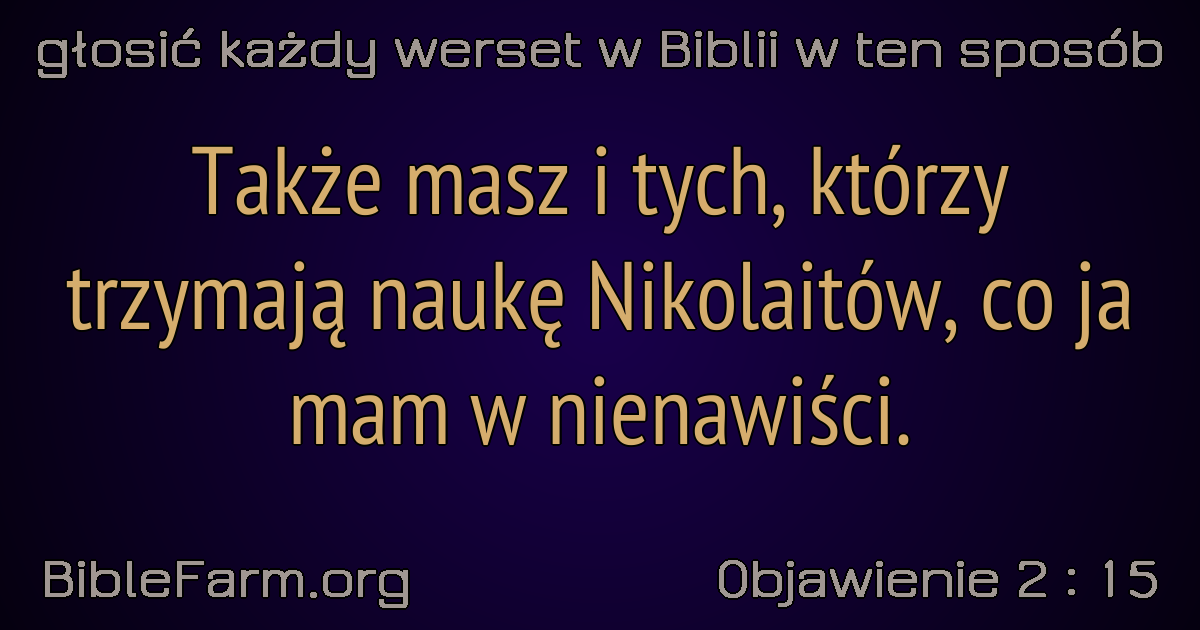 głosić każdy werset w Biblii w ten sposób
Także masz i tych, którzy
trzymają naukę Nikolaitów, co ja
mam w nienawiści.
BibleFarm.org
Objawienie 2 : 15